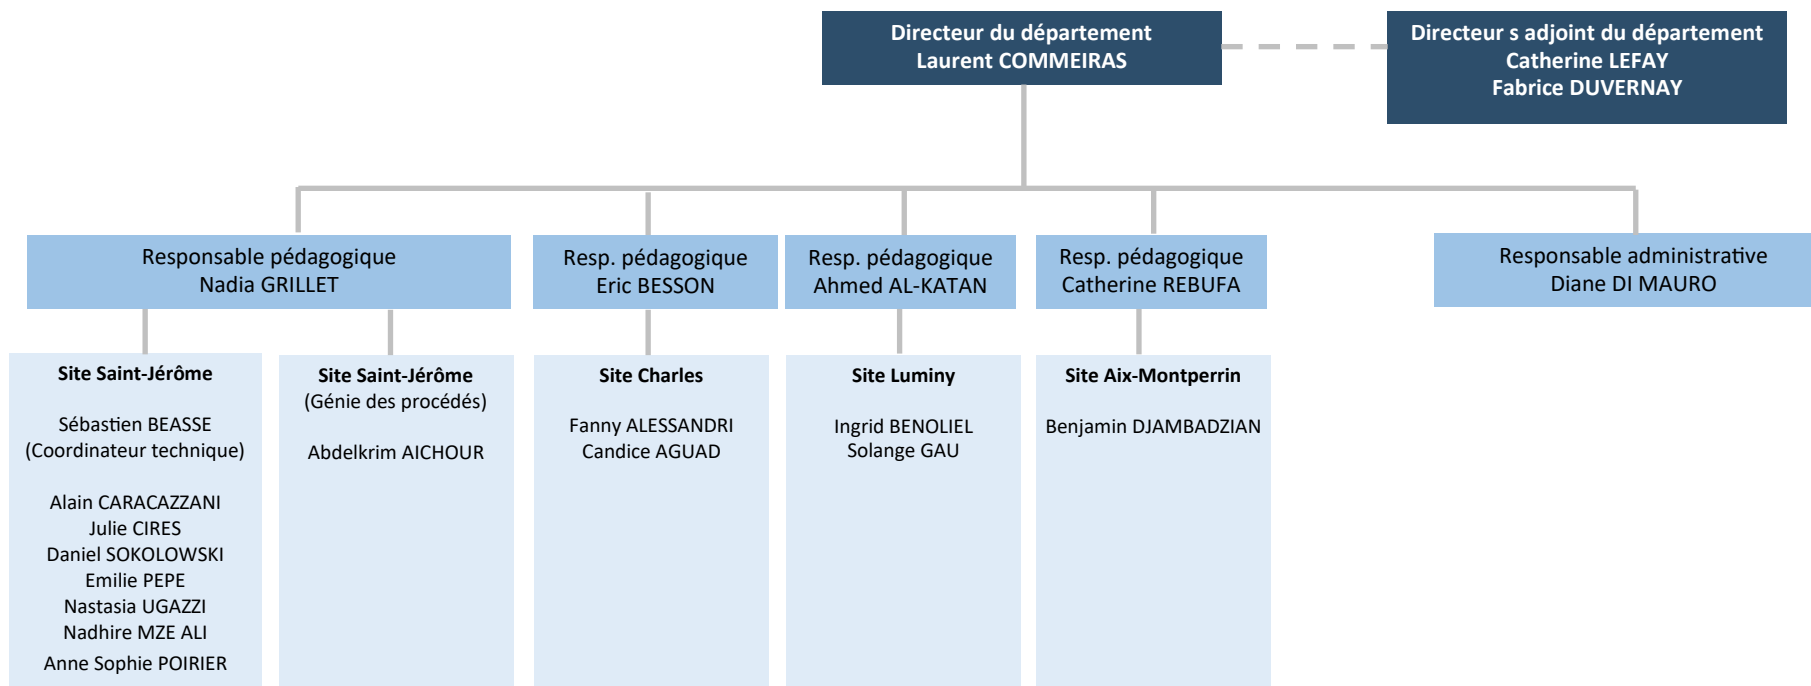 Directeur du département
Laurent COMMEIRAS
Directeur s adjoint du département
Catherine LEFAY
Fabrice DUVERNAY
Responsable pédagogique
Nadia GRILLET
Resp. pédagogique
Eric BESSON
Resp. pédagogique
Ahmed AL-KATAN
Resp. pédagogique
Catherine REBUFA
Responsable administrative
Diane DI MAURO
Site Saint-Jérôme
Sébastien BEASSE
(Coordinateur technique)
Alain CARACAZZANI
Julie CIRES
Daniel SOKOLOWSKI
Emilie PEPE
Nastasia UGAZZI
Nadhire MZE ALI
Anne Sophie POIRIER
Site Saint-Jérôme
(Génie des procédés)
Abdelkrim AICHOUR
Site Charles
Fanny ALESSANDRI
Candice AGUAD
Site Luminy
Ingrid BENOLIEL
Solange GAU
Site Aix-Montperrin
Benjamin DJAMBADZIAN